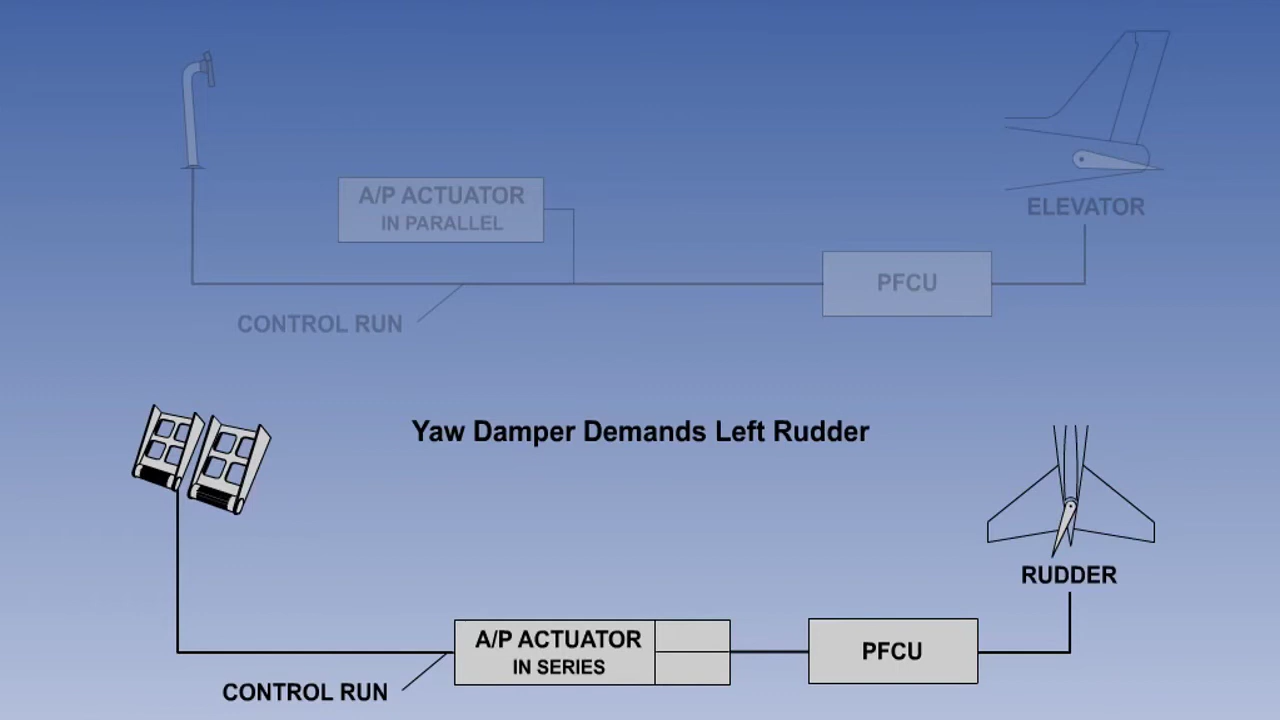 A/P ACTUATOR
IN PARALLEL
ELEVATOR
PFCU
CONTROL RUN
Yaw Damper Demands Left Rudder
RUDDER
A/P ACTUATOR
IN SERIES
PFCU
CONTROL RUN